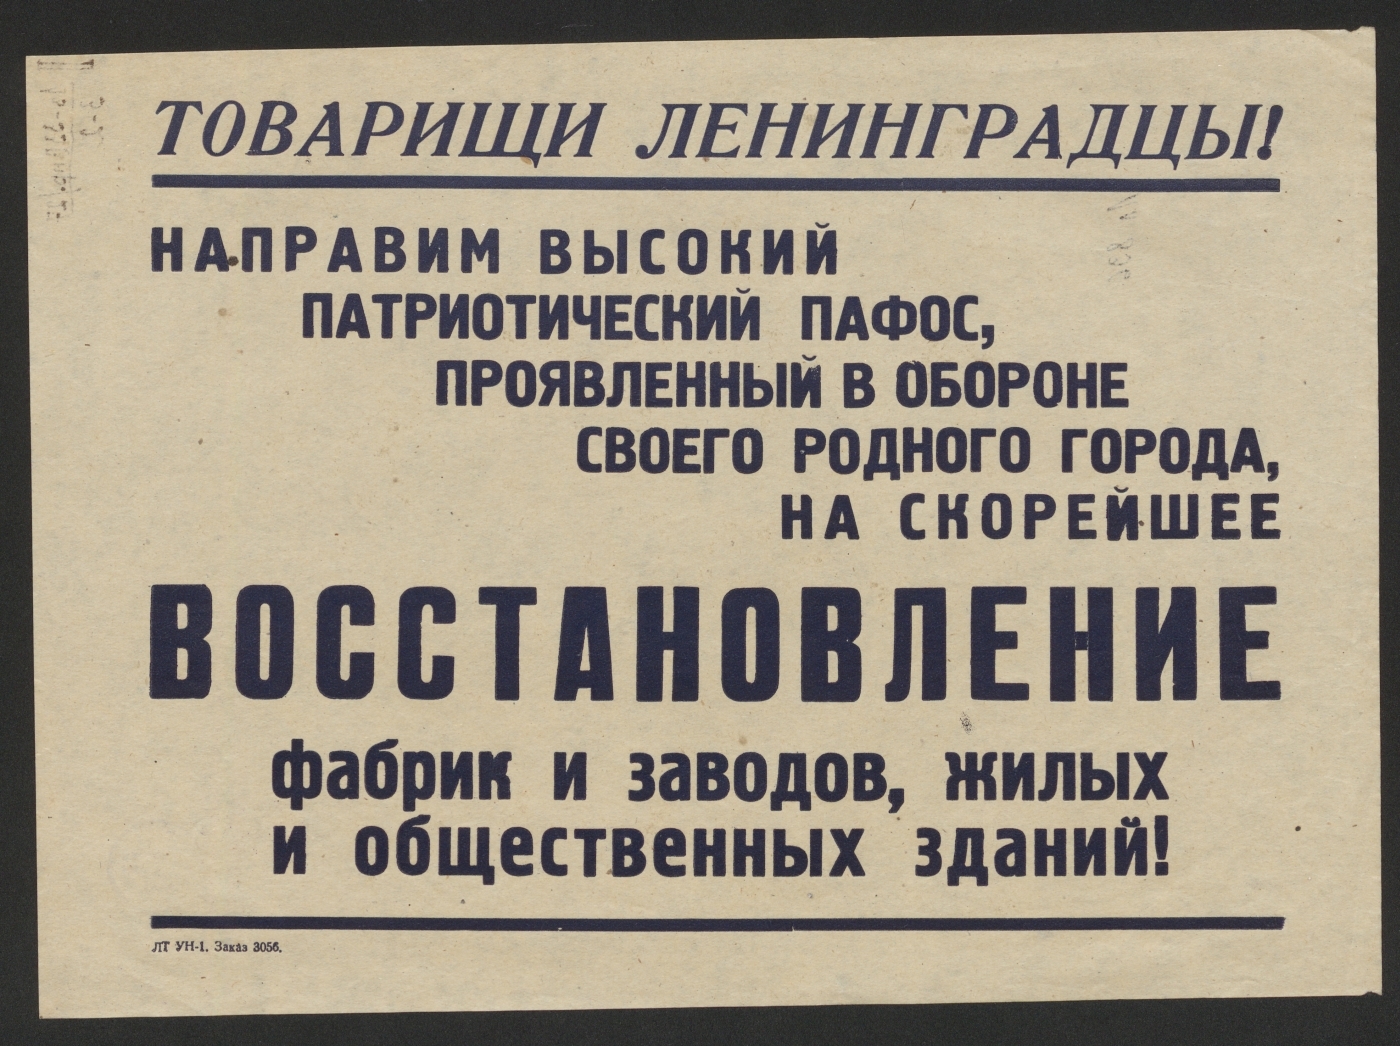 ТОВАРИЩИ ЛЕНИНГРАДЦЫ!
НАПРАВИМ ВЫСОКИЙ
ПАТРИОТИЧЕСКИЙ ПАФОС,
ПРОЯВЛЕННЫЙ В ОБОРОНЕ
СВОЕГО РОДНОГО ГОРОДА,
НА СКОРЕЙШЕЕ
ВОССТАНОВЛЕНИЕ
фабрик и заводов, жилых
и общественных зданий!
ЛТ УН-1. Заказ 3056.